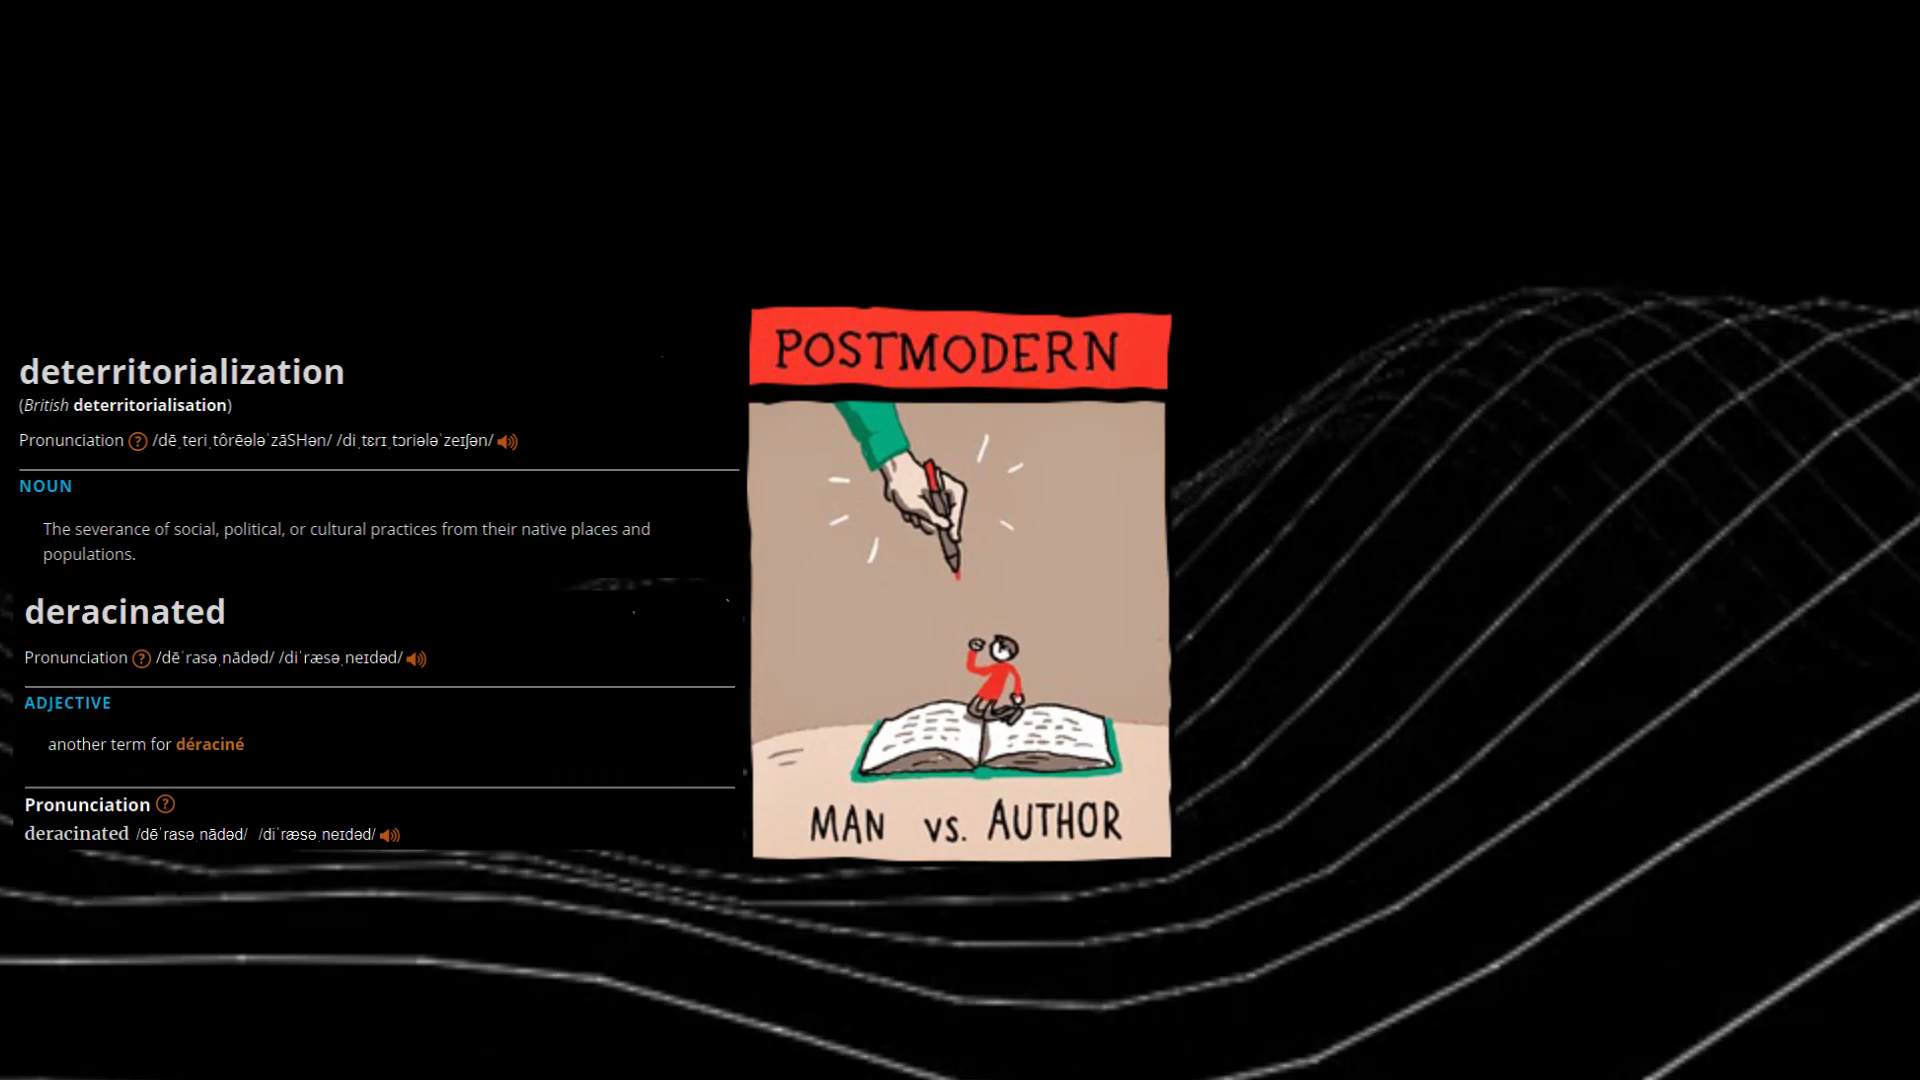 deterritorialization
(British deterritorialisation)
Pronunciation ? /dēˌteriˌtôrēələˈzāSHən/ /diˌtɛrɪˌtɔriələˈzeɪʃən/
NOUN
The severance of social, political, or cultural practices from their native places and
populations.
deracinated
Pronunciation ? /dēˈrasəˌnādəd/ /diˈræsəˌneɪdəd/
ADJECTIVE
another term for déraciné
Pronunciation ?
deracinated /dēˈrasəˌnādəd/ /diˈræsəˌneɪdəd/
POSTMODERN
MAN vs. AUTHOR